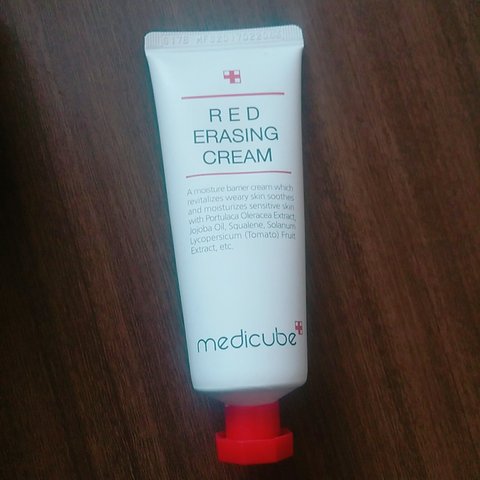 RED
ERASING
CREAM
A moisture barrier cream which
revitalizes weary skin soothes
and moisturizes sensitive skin
with Portulaca Oleracea Extract,
Jojoba Oil, Squalene, Solanum
Lycopersicum (Tomato) Fruit
Extract, etc.
medicube